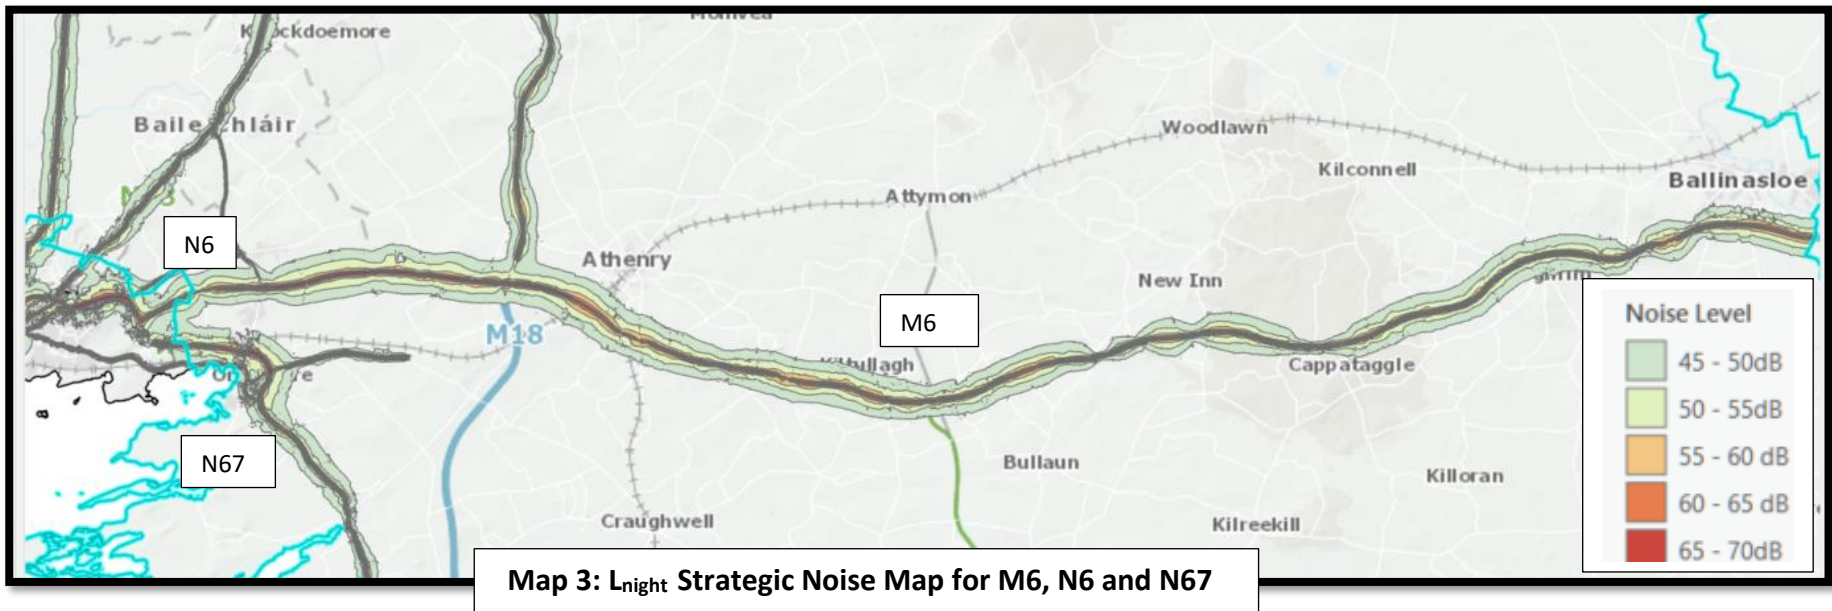 Knockdoemore
Baile Chláir
Woodlawn
Kilconnell
Ballinasloe
Attymon
N6
Athenry
New Inn
M6
M18
Cappataggle
N67
Bullaun
Killoran
Craughwell
Kilreekill
Noise Level
45 - 50dB
50 - 55dB
55 - 60 dB
60 - 65 dB
65 - 70dB
Map 3: Lnight Strategic Noise Map for M6, N6 and N67